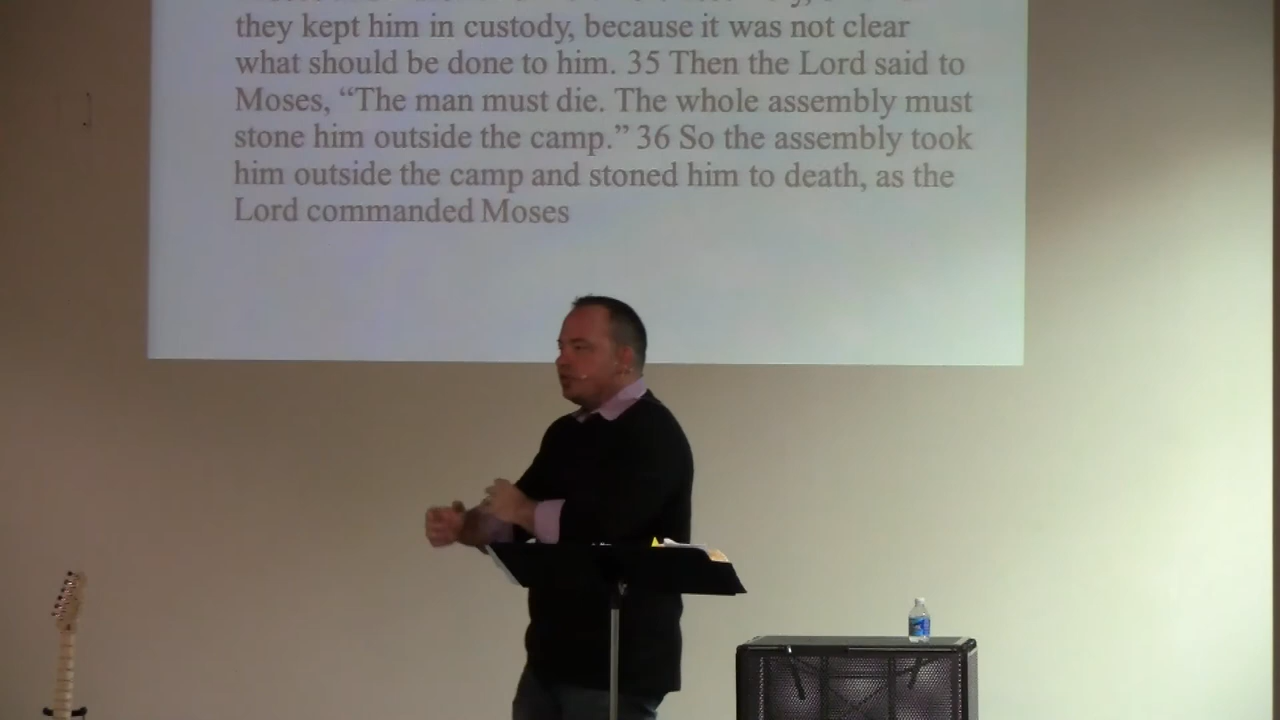 they kept him in custody, because it was not clear
what should be done to him. 35 Then the Lord said to
Moses, “The man must die. The whole assembly must
stone him outside the camp.” 36 So the assembly took
him outside the camp and stoned him to death, as the
Lord commanded Moses